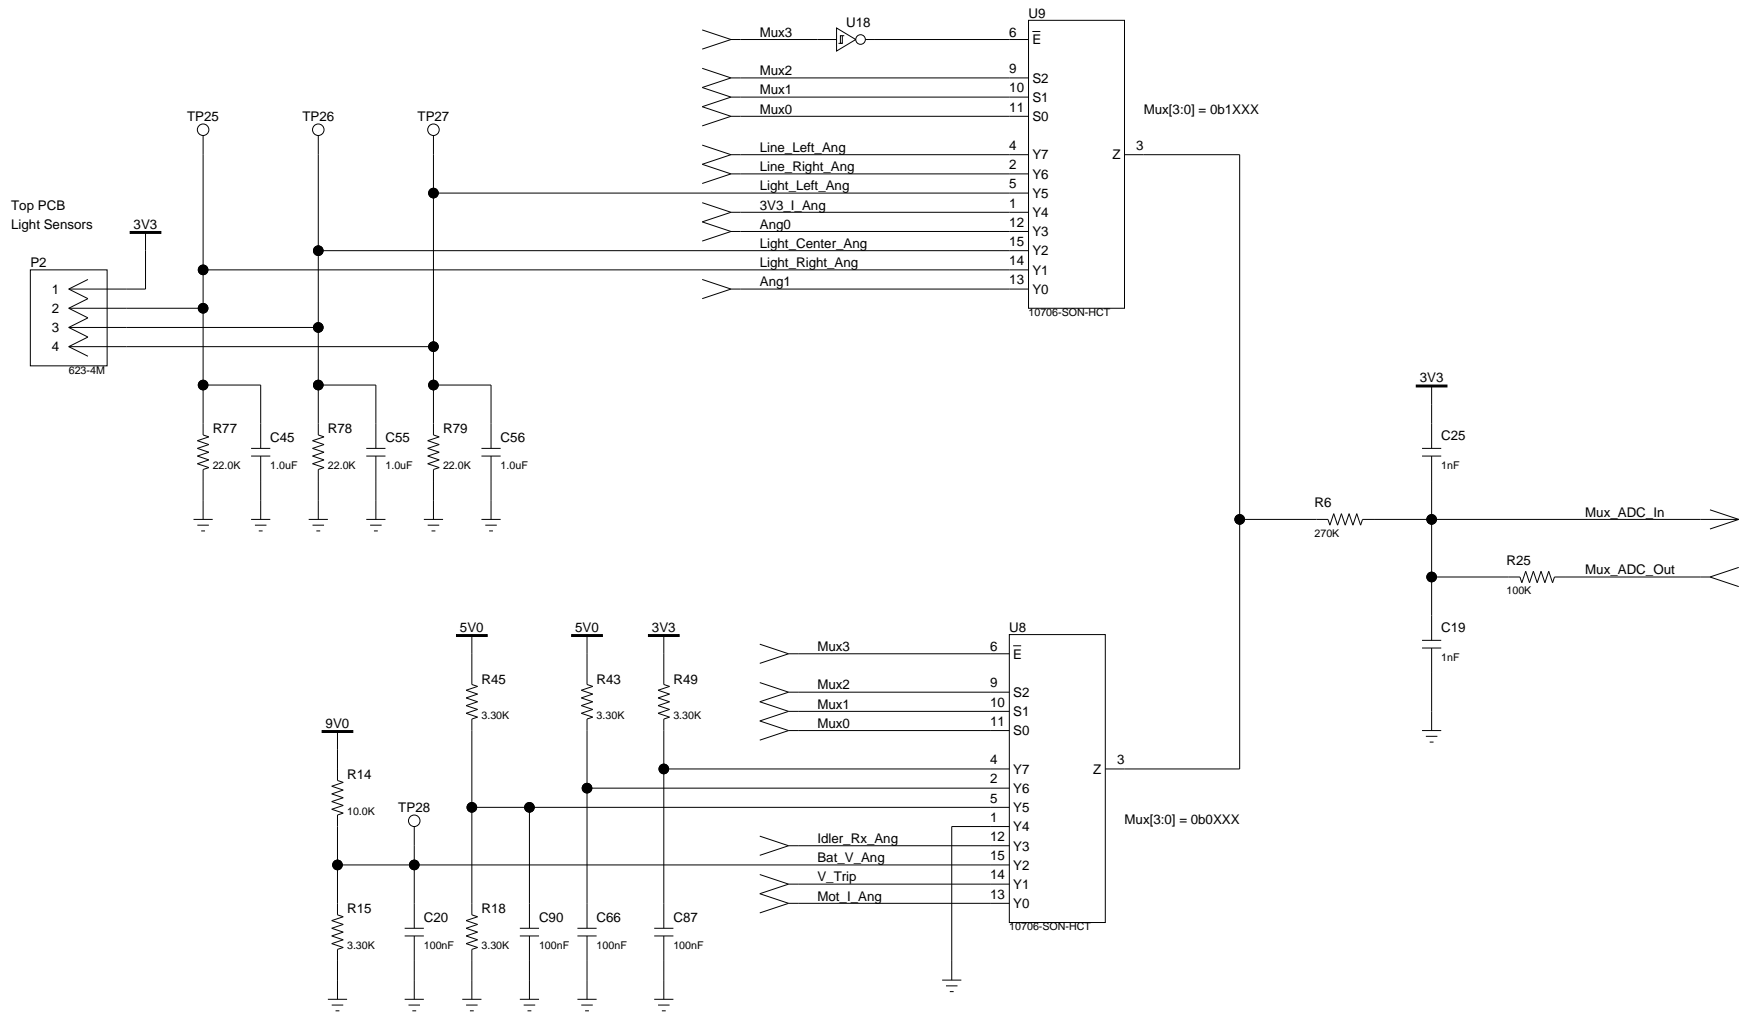 U9
U18
Mux3
6
E
Mux2
9
S2
Mux1
10
S1
Mux0
11
S0
Mux[3:0] = 0b1XXX
TP25
TP26
TP27
Line_Left_Ang
4
Y7
Z
3
Line_Right_Ang
2
Y6
Light_Left_Ang
5
Y5
3V3_I_Ang
1
Y4
Ang0
12
Y3
Light_Center_Ang
15
Y2
Light_Right_Ang
14
Y1
Ang1
13
Y0
10706-SON-HCT
Top PCB
Light Sensors
3V3
P2
1
2
3
4
623-4M
R77
22.0K
C45
1.0uF
R78
22.0K
C55
1.0uF
R79
22.0K
C56
1.0uF
3V3
C25
1nF
R6
270K
Mux_ADC_In
R25
100K
Mux_ADC_Out
C19
1nF
5V0
5V0
3V3
U8
Mux3
6
E
Mux2
9
S2
Mux1
10
S1
Mux0
11
S0
R45
3.30K
R43
3.30K
R49
3.30K
9V0
R14
10.0K
TP28
4
Y7
Z
3
2
Y6
5
Y5
1
Y4
Mux[3:0] = 0b0XXX
Idler_Rx_Ang
12
Y3
Bat_V_Ang
15
Y2
V_Trip
14
Y1
Mot_I_Ang
13
Y0
10706-SON-HCT
R15
3.30K
C20
100nF
R18
3.30K
C90
100nF
C66
100nF
C87
100nF